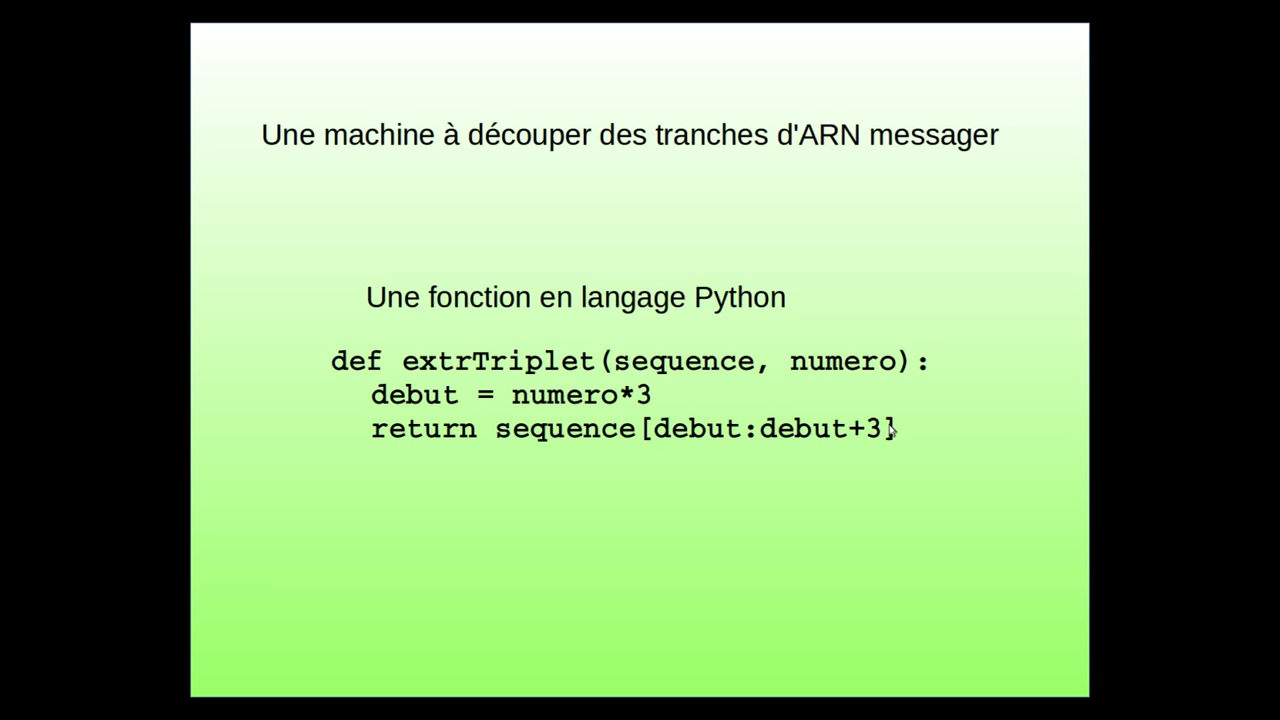 Une machine à découper des tranches d'ARN messager
Une fonction en langage Python
def extrTriplet(sequence, numero):
debut = numero*3
return sequence[debut:debut+3]